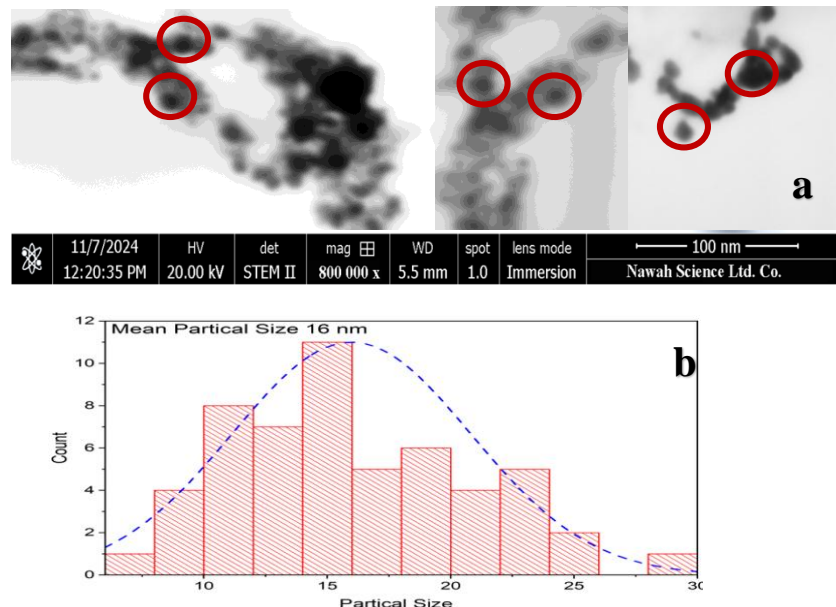 a
11/7/2024 HV det mag WD spot lens mode 100 nm
12:20:35 PM 20.00 kV STEM II 800 000 x 5.5 mm 1.0 Immersion Nawah Science Ltd. Co.
Mean Partical Size 16 nm
b
12
10
8
6
4
2
0
Count
10 15 20 25 30
Partical Size